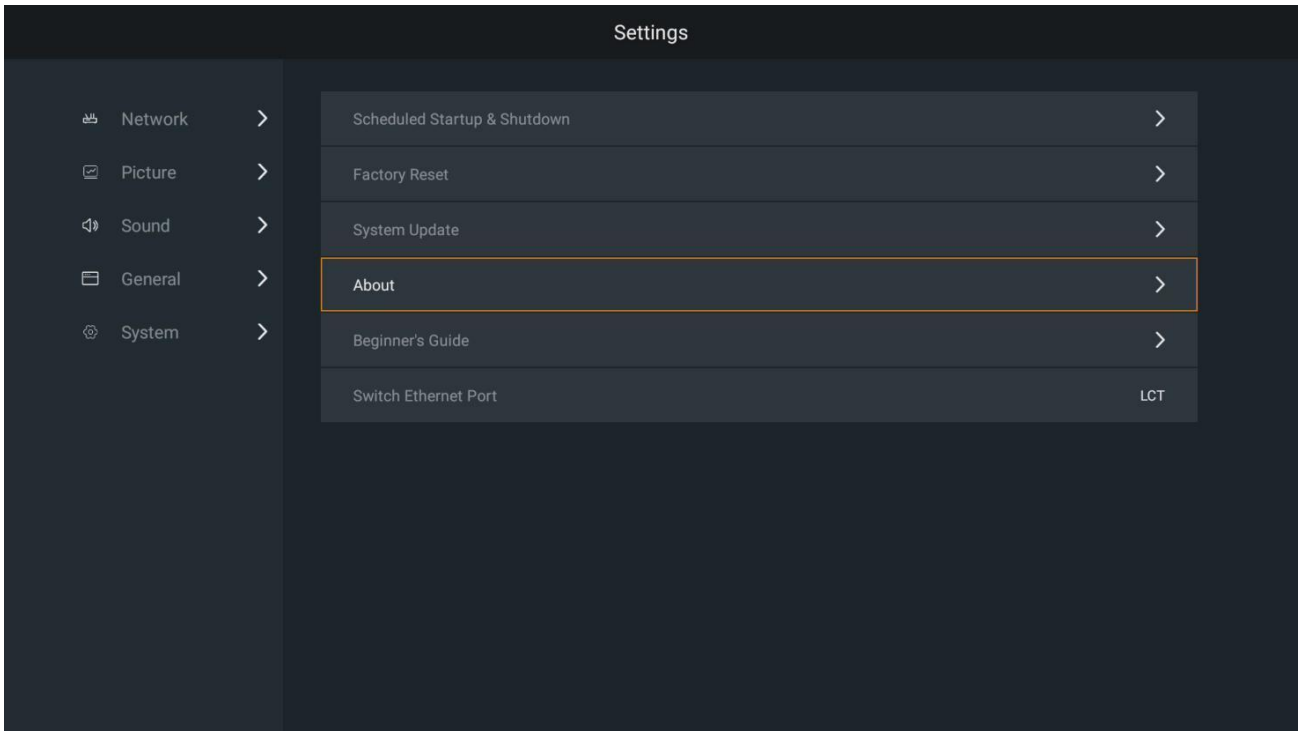 Settings
Network
Picture
Sound
General
System
Scheduled Startup & Shutdown
Factory Reset
System Update
About
Beginner's Guide
Switch Ethernet Port LCT